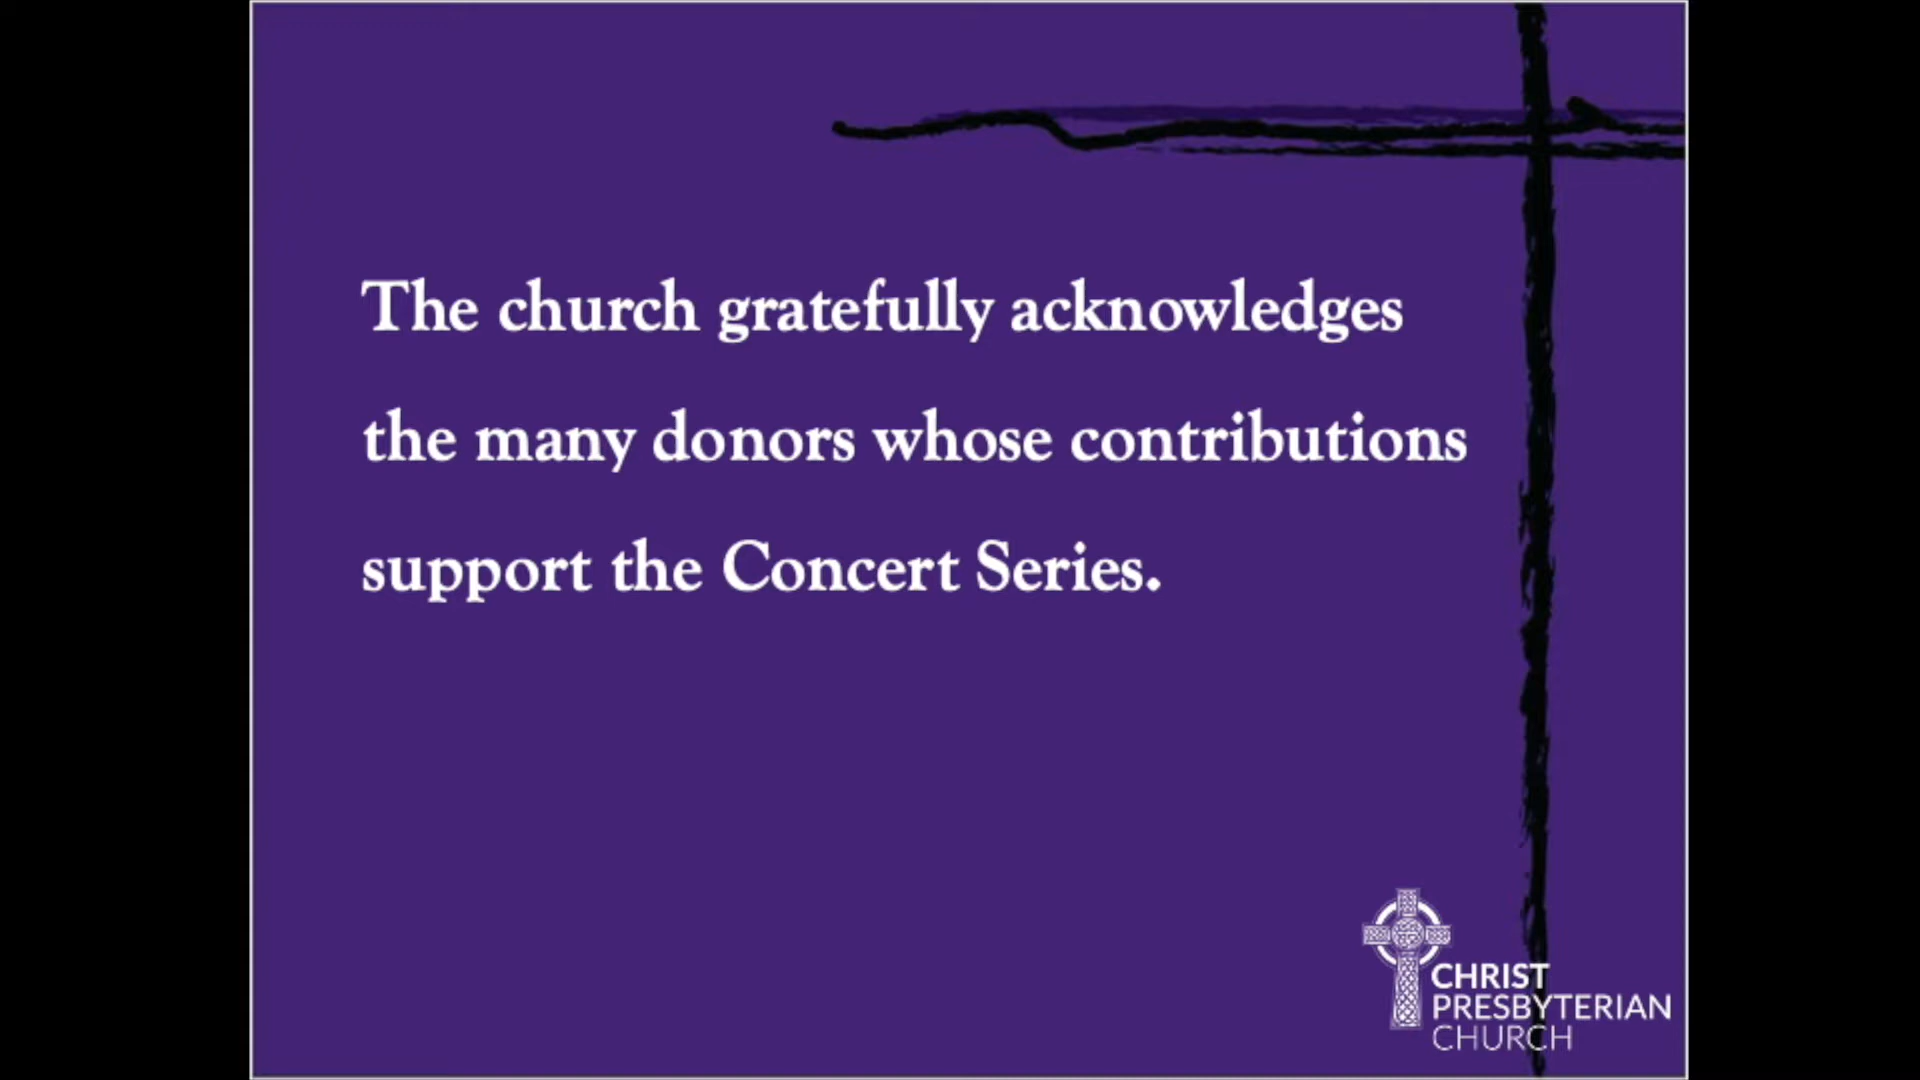 The church gratefully acknowledges
the many donors whose contributions
support the Concert Series.
CHRIST
PRESBYTERIAN
CHURCH